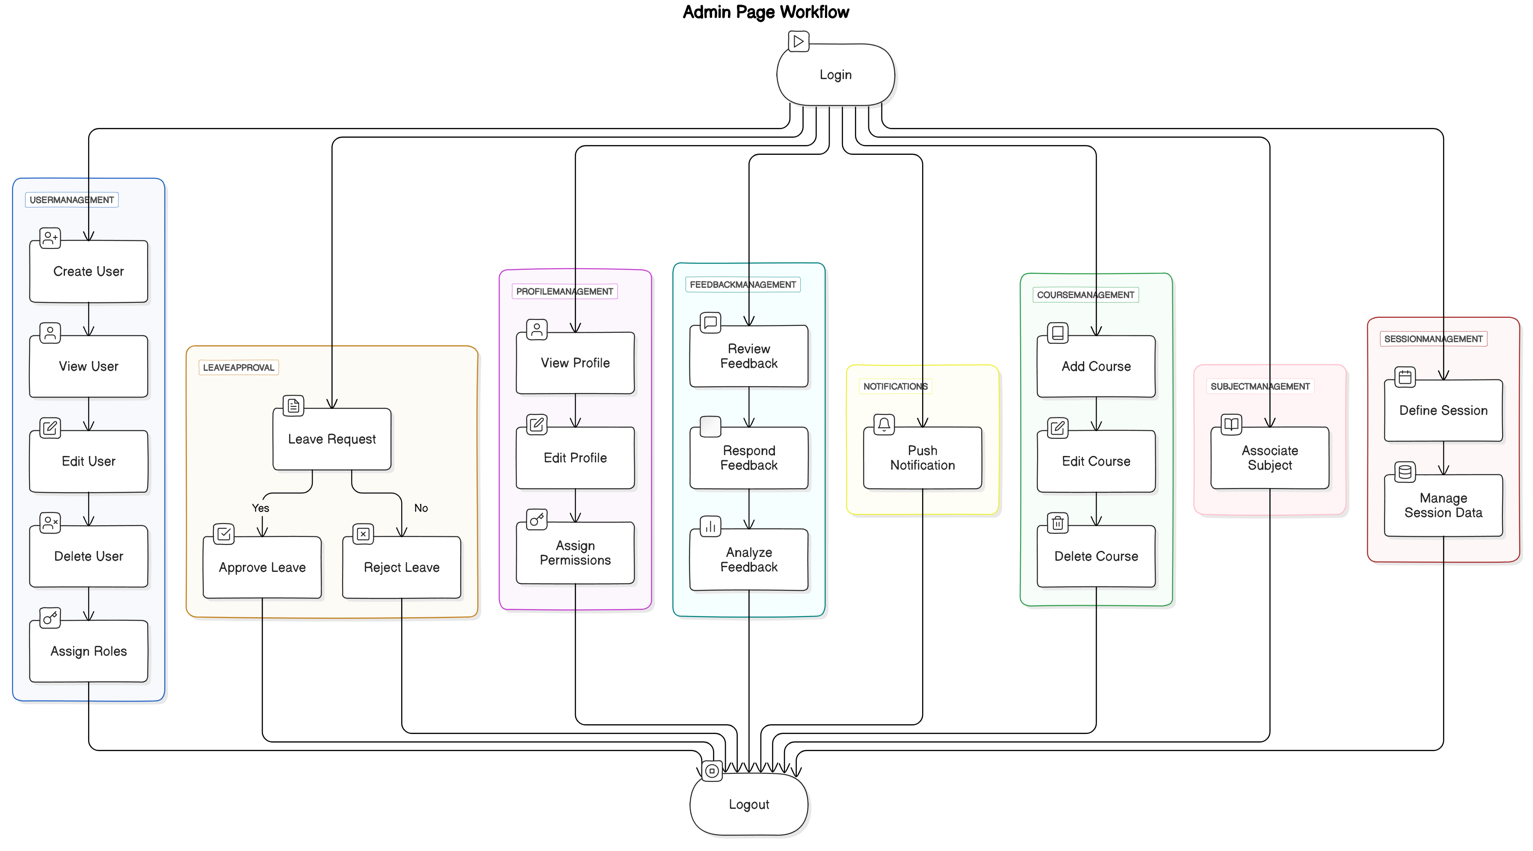 Admin Page Workflow
Login
USERMANAGEMENT
Create User
View User
Edit User
Delete User
Assign Roles
LEAVEAPPROVAL
Leave Request
Yes
No
Approve Leave
Reject Leave
PROFILEMANAGEMENT
View Profile
Edit Profile
Assign
Permissions
FEEDBACKMANAGEMENT
Review
Feedback
Respond
Feedback
Analyze
Feedback
NOTIFICATIONS
Push
Notification
COURSEMANAGEMENT
Add Course
Edit Course
Delete Course
SUBJECTMANAGEMENT
Associate
Subject
SESSIONMANAGEMENT
Define Session
Manage
Session Data
Logout